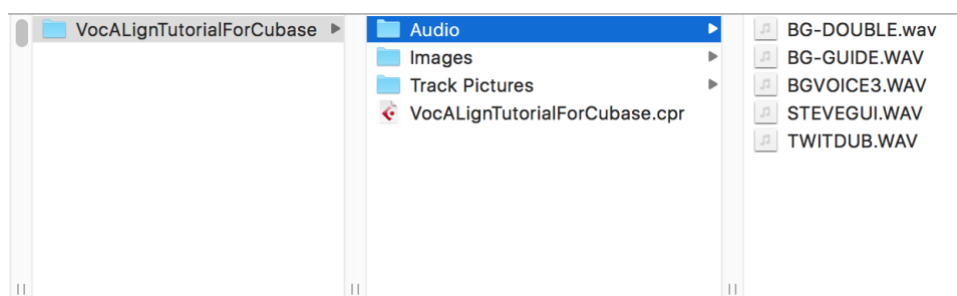 VocALignTutorialForCubase
Audio
Images
Track Pictures
VocALignTutorialForCubase.cpr
BG-DOUBLE.wav
BG-GUIDE.WAV
BGVOICE3.WAV
STEVEGUI.WAV
TWITDUB.WAV